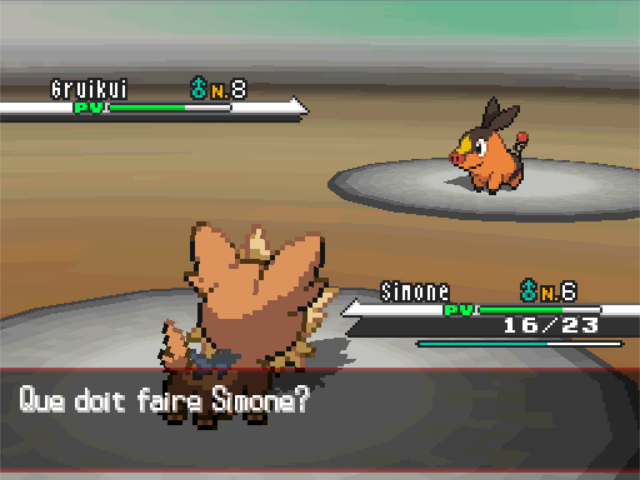 Gruikui ♂ N.8
PV
Simone ♂ N.6
PV
16/23
Que doit faire Simone?